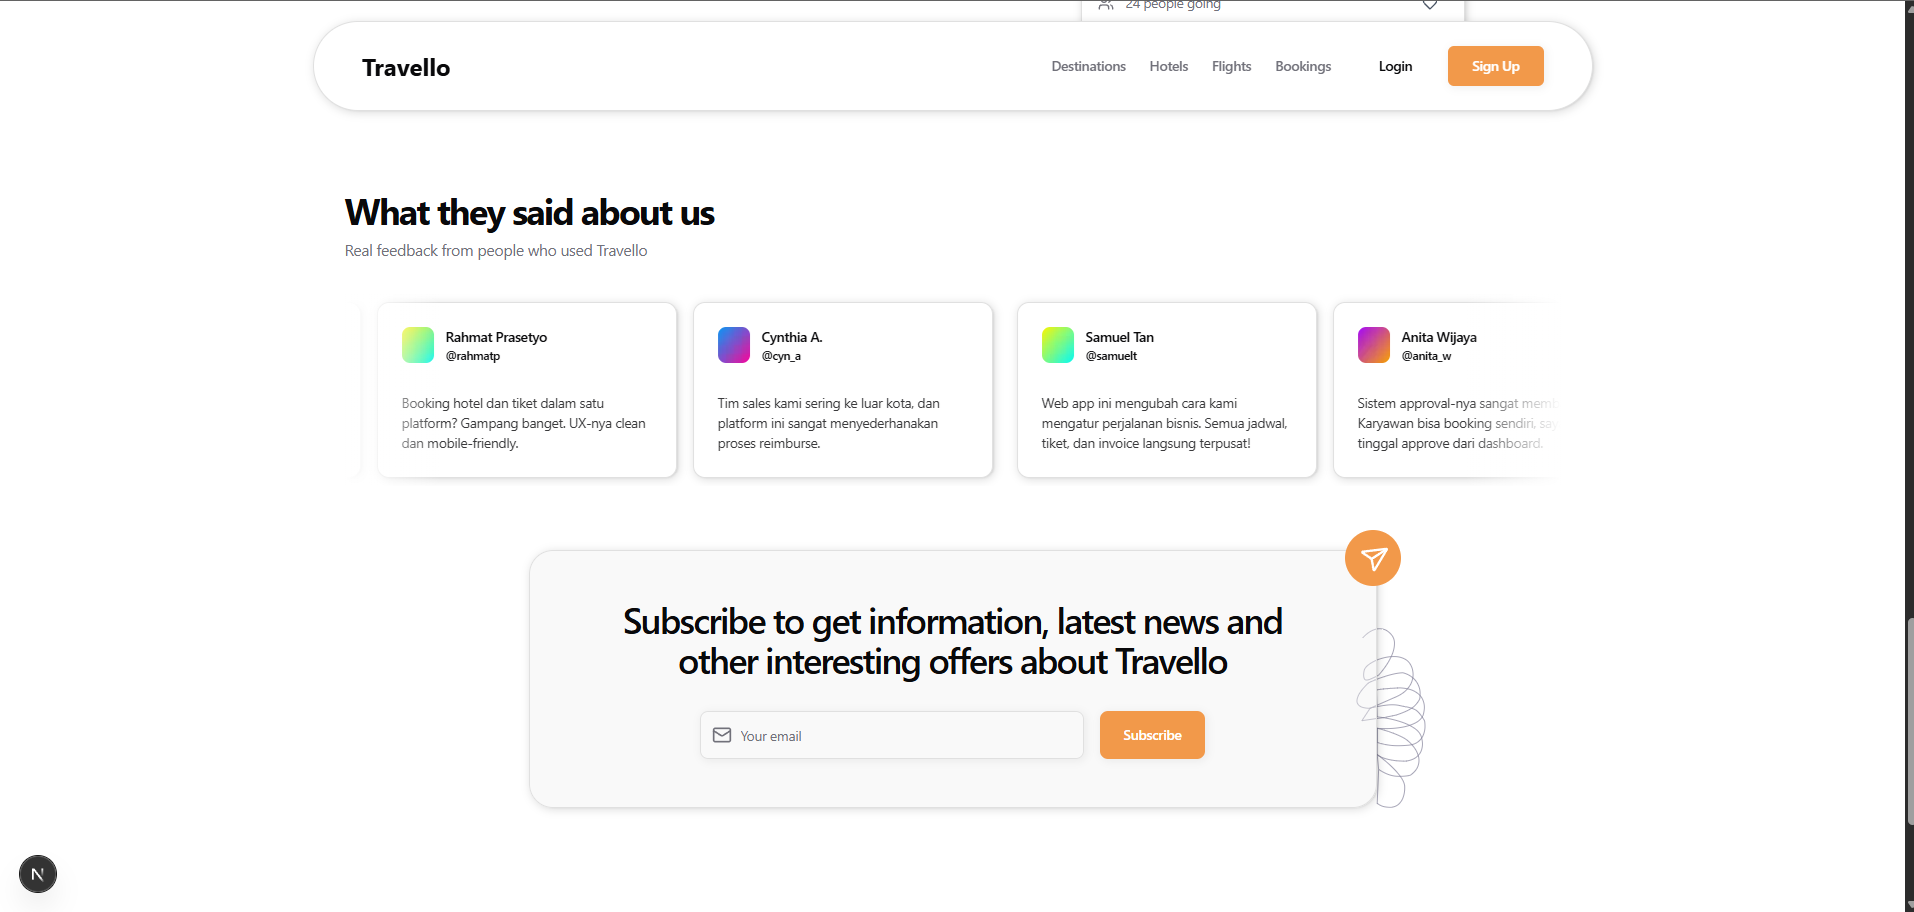 24 people going
Travello
Destinations
Hotels
Flights
Bookings
Login
Sign Up
What they said about us
Real feedback from people who used Travello
Rahmat Prasetyo
@rahmatp
Booking hotel dan tiket dalam satu
platform? Gampang banget. UX-nya clean
dan mobile-friendly.
Cynthia A.
@cyn_a
Tim sales kami sering ke luar kota, dan
platform ini sangat menyederhanakan
proses reimburse.
Samuel Tan
@samuelt
Web app ini mengubah cara kami
mengatur perjalanan bisnis. Semua jadwal,
tiket, dan invoice langsung terpusat!
Anita Wijaya
@anita_w
Sistem approval-nya sangat
Karyawan bisa booking sendiri,
tinggal approve dari dashboard.
Subscribe to get information, latest news and
other interesting offers about Travello
Your email
Subscribe
N